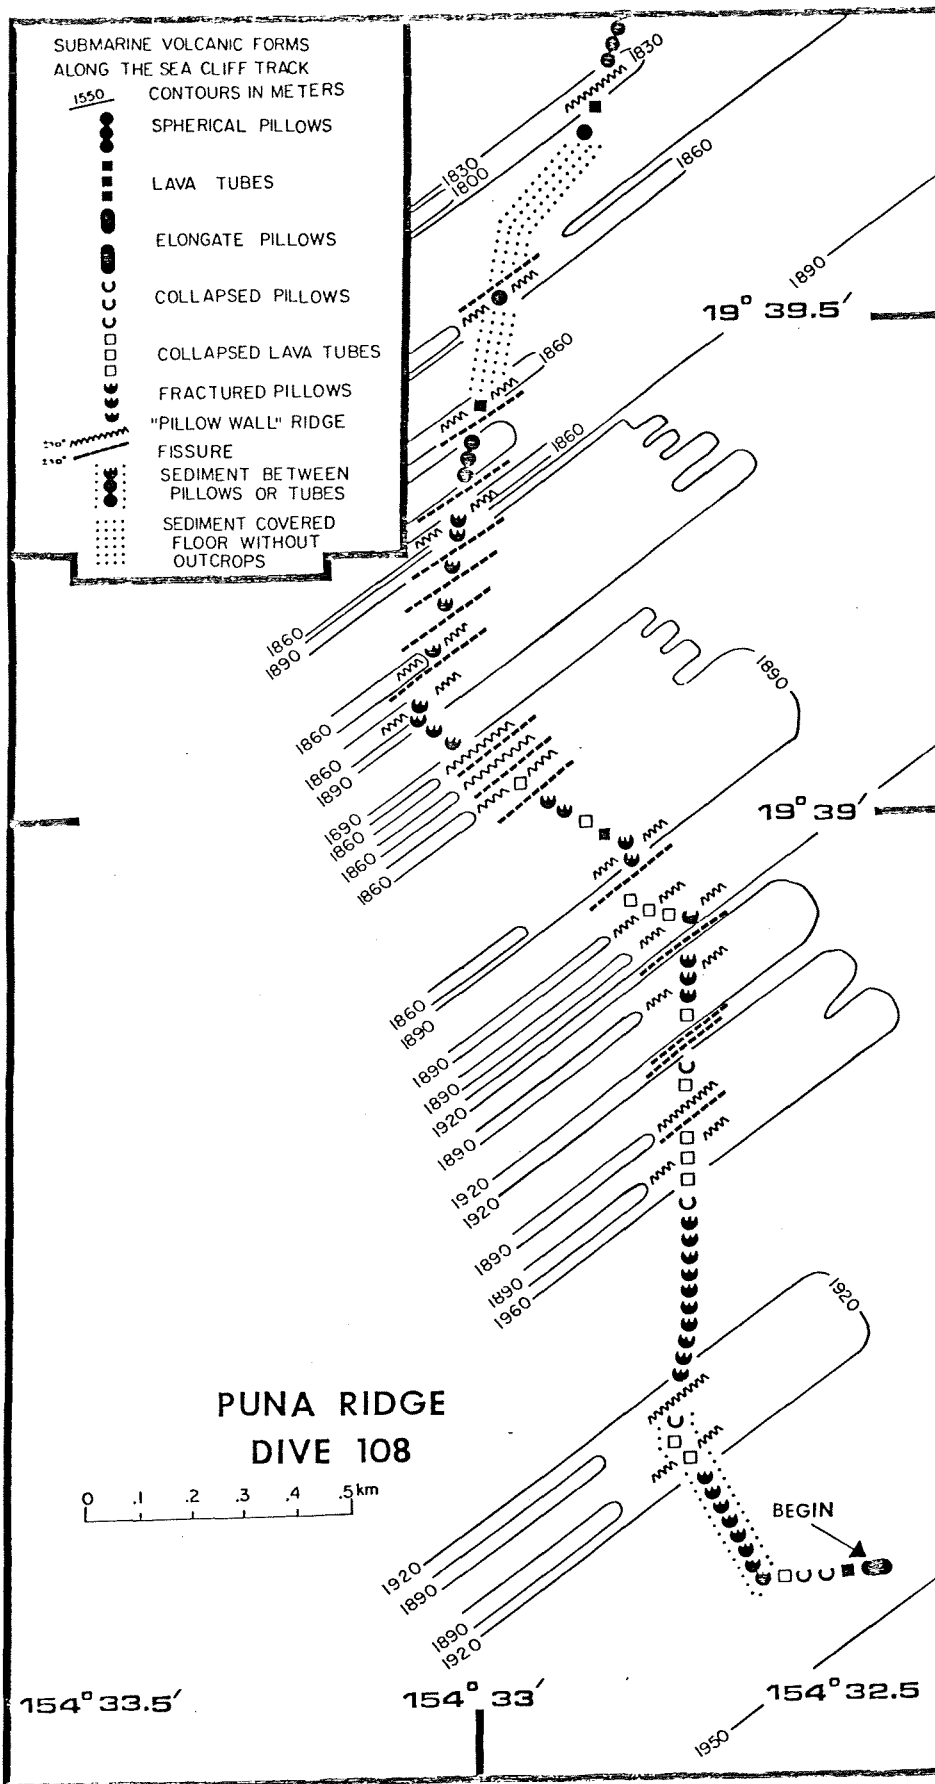 SUBMARINE VOLCANIC FORMS
ALONG THE SEA CLIFF TRACK
1550 CONTOURS IN METERS
SPHERICAL PILLOWS
LAVA TUBES
ELONGATE PILLOWS
COLLAPSED PILLOWS
COLLAPSED LAVA TUBES
FRACTURED PILLOWS
"PILLOW WALL" RIDGE
FISSURE
SEDIMENT BETWEEN
PILLOWS OR TUBES
SEDIMENT COVERED
FLOOR WITHOUT
OUTCROPS
1830
1860
1830
1800
1890
19° 39.5′
1860
1860
1860
1890
1890
1860
1860
1890
1890
1860
1860
1860
19° 39′
1860
1890
1890
1890
1920
1890
1920
1920
1890
1890
1960
1920
PUNA RIDGE
DIVE 108
0 .1 .2 .3 .4 .5 km
BEGIN
1920
1890
1890
1920
154° 33.5′
154° 33′
154° 32.5
1950